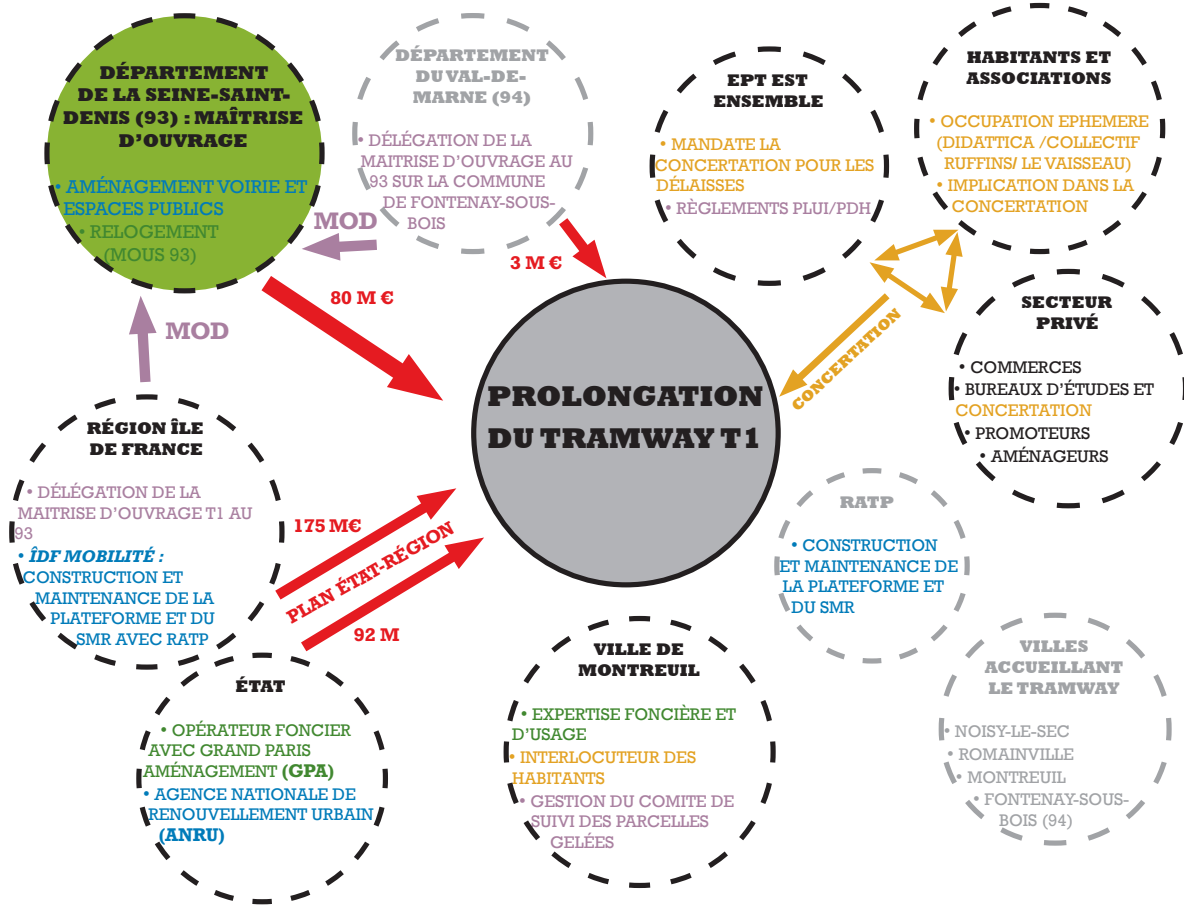 DÉPARTEMENT
DE LA SEINE-SAINT-
DENIS (93) : MAÎTRISE
D'OUVRAGE
• AMÉNAGEMENT VOIRIE ET
ESPACES PUBLICS
• RELOGEMENT
(MOUS 93)
DÉPARTEMENT
DU VAL-DE-
MARNE (94)
• DÉLÉGATION DE LA
MAITRISE D'OUVRAGE AU
93 SUR LA COMMUNE
DE FONTENAY-SOUS-
BOIS
EPT EST
ENSEMBLE
• MANDATE LA
CONCERTATION POUR LES
DÉLAISSES
• RÈGLEMENTS PLUI/PDH
HABITANTS ET
ASSOCIATIONS
• OCCUPATION EPHEMERE
(DIDATTICA /COLLECTIF
RUFFINS/ LE VAISSEAU)
• IMPLICATION DANS LA
CONCERTATION
MOD
3 M €
80 M €
MOD
CONCERTATION
SECTEUR
PRIVÉ
• COMMERCES
• BUREAUX D'ÉTUDES ET
CONCERTATION
• PROMOTEURS
• AMÉNAGEURS
PROLONGATION
DU TRAMWAY T1
RÉGION ÎLE
DE FRANCE
• DÉLÉGATION DE LA
MAITRISE D'OUVRAGE T1 AU
93
• ÎDF MOBILITÉ :
CONSTRUCTION ET
MAINTENANCE DE LA
PLATEFORME ET DU
SMR AVEC RATP
175 M€
PLAN ÉTAT-RÉGION
92 M
RATP
• CONSTRUCTION
ET MAINTENANCE DE
LA PLATEFORME ET
DU SMR
ÉTAT
• OPÉRATEUR FONCIER
AVEC GRAND PARIS
AMÉNAGEMENT (GPA)
• AGENCE NATIONALE DE
RENOUVELLEMENT URBAIN
(ANRU)
VILLE DE
MONTREUIL
• EXPERTISE FONCIÈRE ET
D'USAGE
• INTERLOCUTEUR DES
HABITANTS
• GESTION DU COMITE DE
SUIVI DES PARCELLES
GELÉES
VILLES
ACCUEILLANT
LE TRAMWAY
• NOISY-LE-SEC
• ROMAINVILLE
• MONTREUIL
• FONTENAY-SOUS-
BOIS (94)